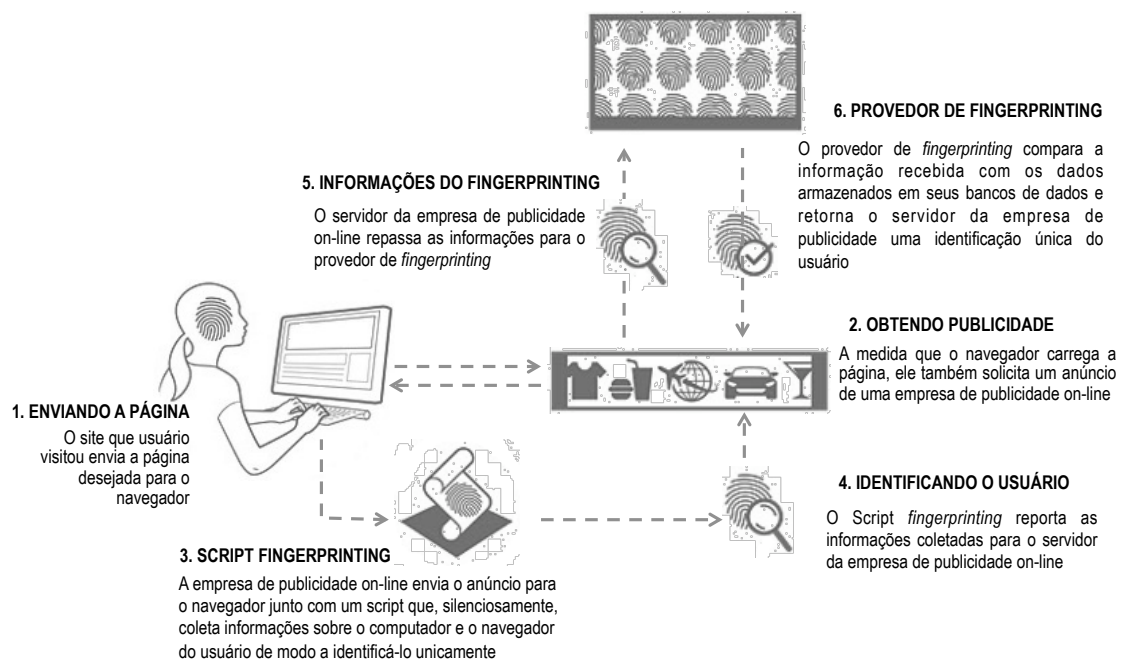 1. ENVIANDO A PÁGINA
O site que usuário
visitou envia a página
desejada para o
navegador
2. OBTENDO PUBLICIDADE
A medida que o navegador carrega a
página, ele também solicita um anúncio
de uma empresa de publicidade on-line
3. SCRIPT FINGERPRINTING
A empresa de publicidade on-line envia o anúncio para
o navegador junto com um script que, silenciosamente,
coleta informações sobre o computador e o navegador
do usuário de modo a identificá-lo unicamente
4. IDENTIFICANDO O USUÁRIO
O Script fingerprinting reporta as
informações coletadas para o servidor
da empresa de publicidade on-line
5. INFORMAÇÕES DO FINGERPRINTING
O servidor da empresa de publicidade
on-line repassa as informações para o
provedor de fingerprinting
6. PROVEDOR DE FINGERPRINTING
O provedor de fingerprinting compara a
informação recebida com os dados
armazenados em seus bancos de dados e
retorna o servidor da empresa de
publicidade uma identificação única do
usuário